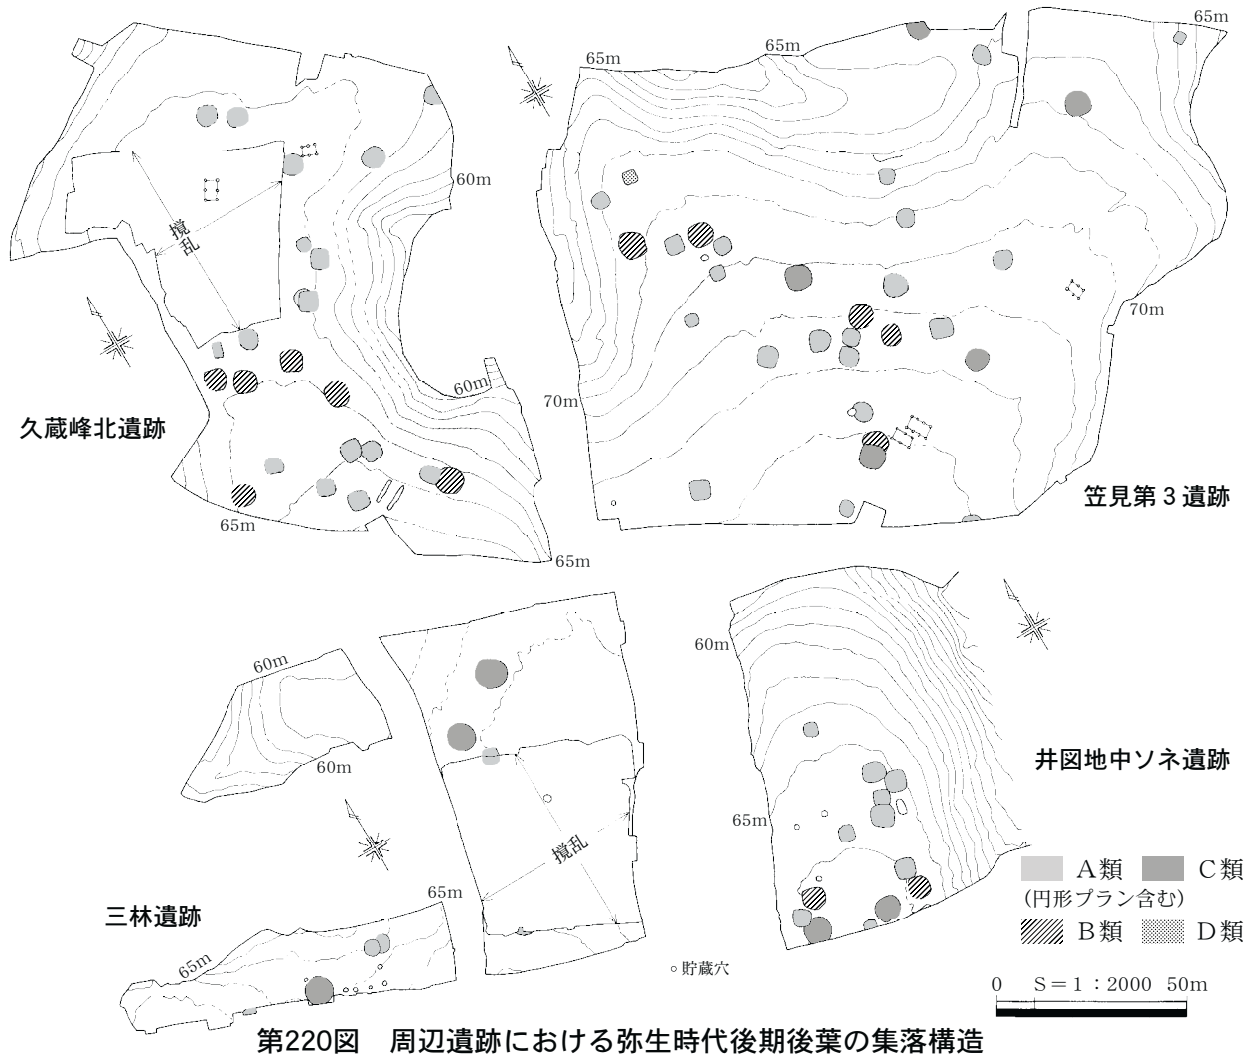 65m
65m
65m
60m
撹乱
70m
60m
70m
久蔵峰北遺跡
笠見第３遺跡
65m
65m
60m
60m
60m
井図地中ソネ遺跡
65m
撹乱
65m
三林遺跡
65m
Ａ類
Ｃ類
(円形プラン含む)
Ｂ類
Ｄ類
貯蔵穴
0 S＝1：2000 50m
第220図　周辺遺跡における弥生時代後期後葉の集落構造